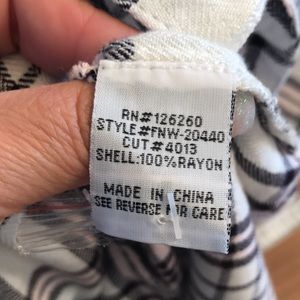 RN#126260
STYLE#FNW-20440
CUT#4013
SHELL:100%RAYON
MADE IN CHINA
SEE REVERSE FOR CARE